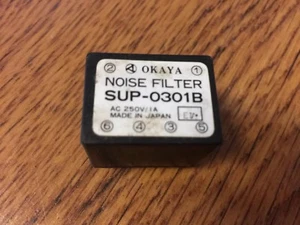 ② OKAYA ①
NOISE FILTER
SUP-0301B
AC 250V/1A
MADE IN JAPAN
⑥ ④ ③ ⑤